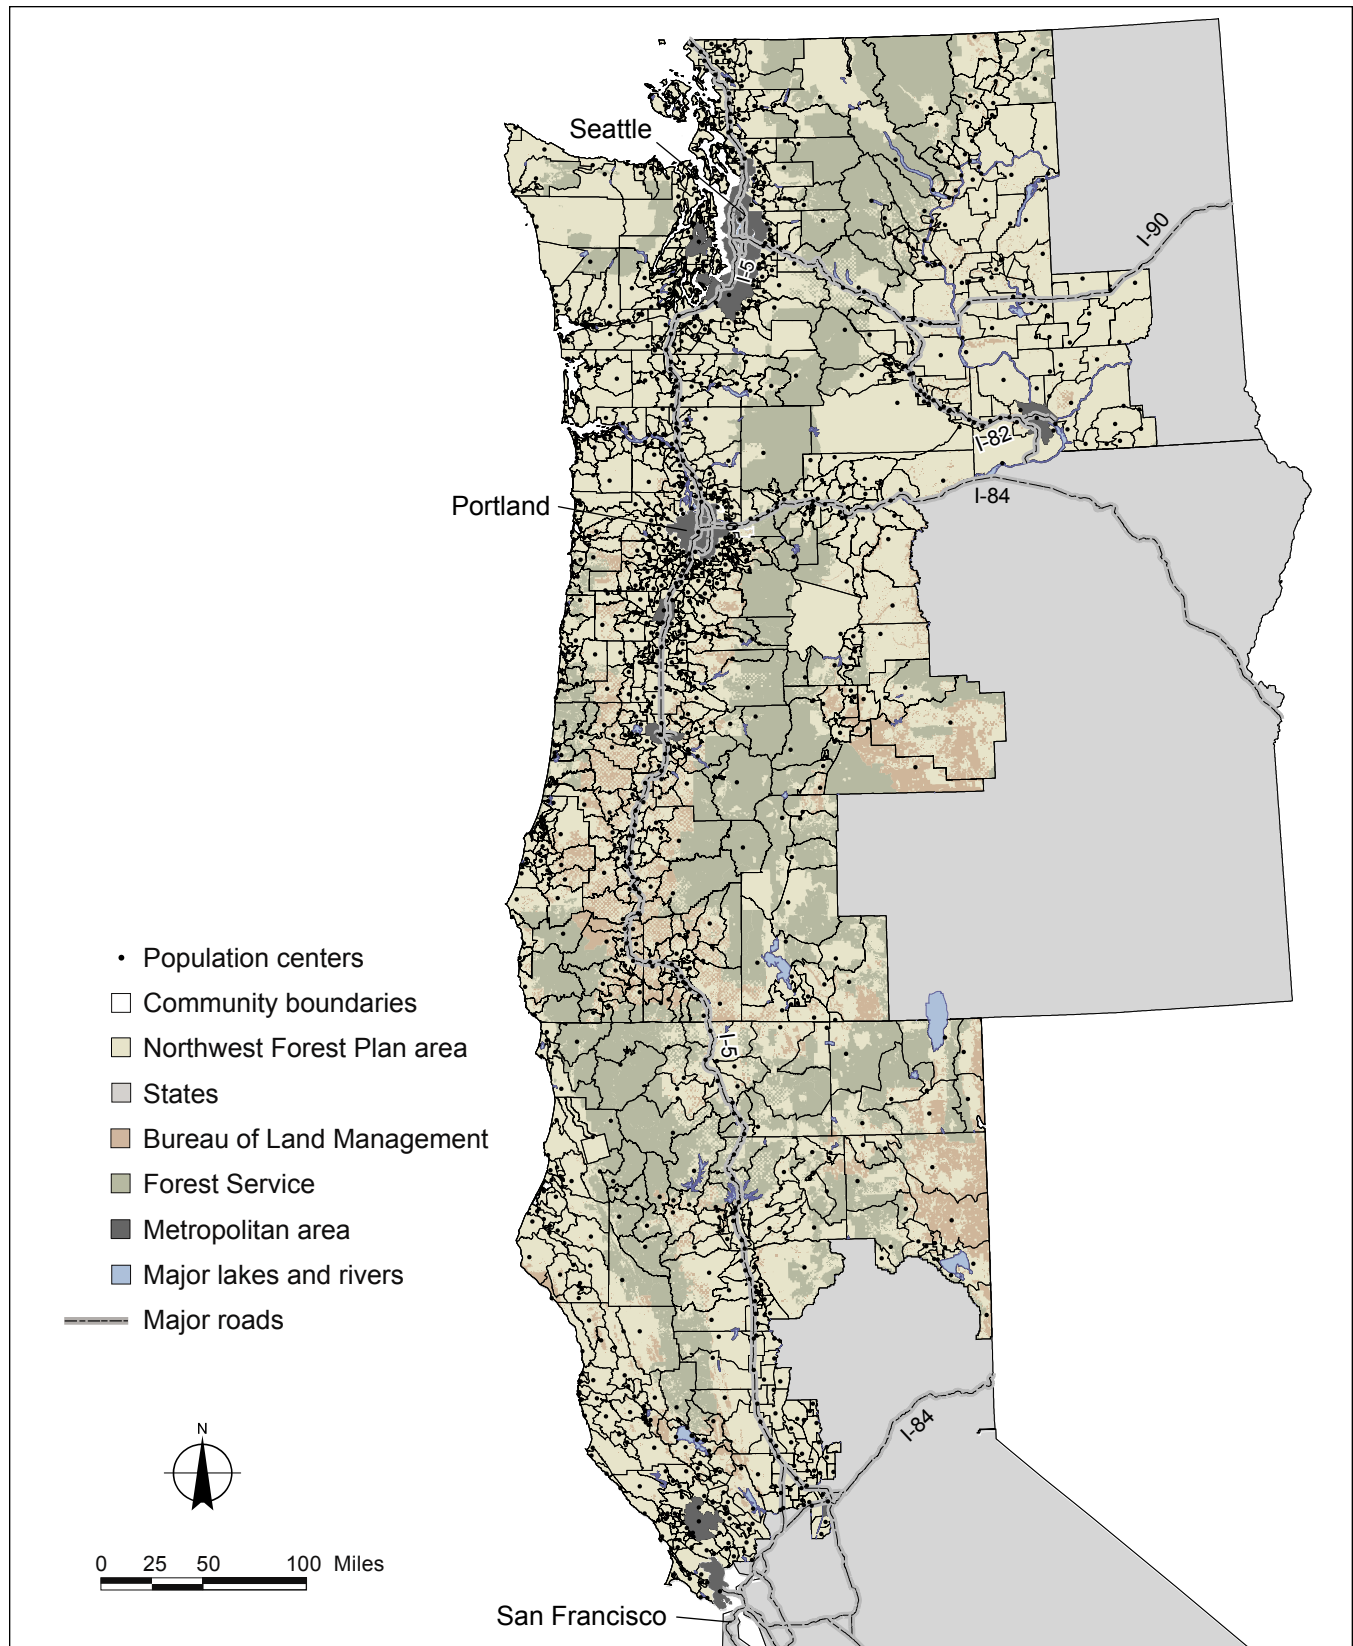 Seattle
I-90
I-5
I-82
I-84
Portland
I-5
Population centers
Community boundaries
Northwest Forest Plan area
States
Bureau of Land Management
Forest Service
Metropolitan area
Major lakes and rivers
Major roads
I-84
N
0 25 50 100 Miles
San Francisco